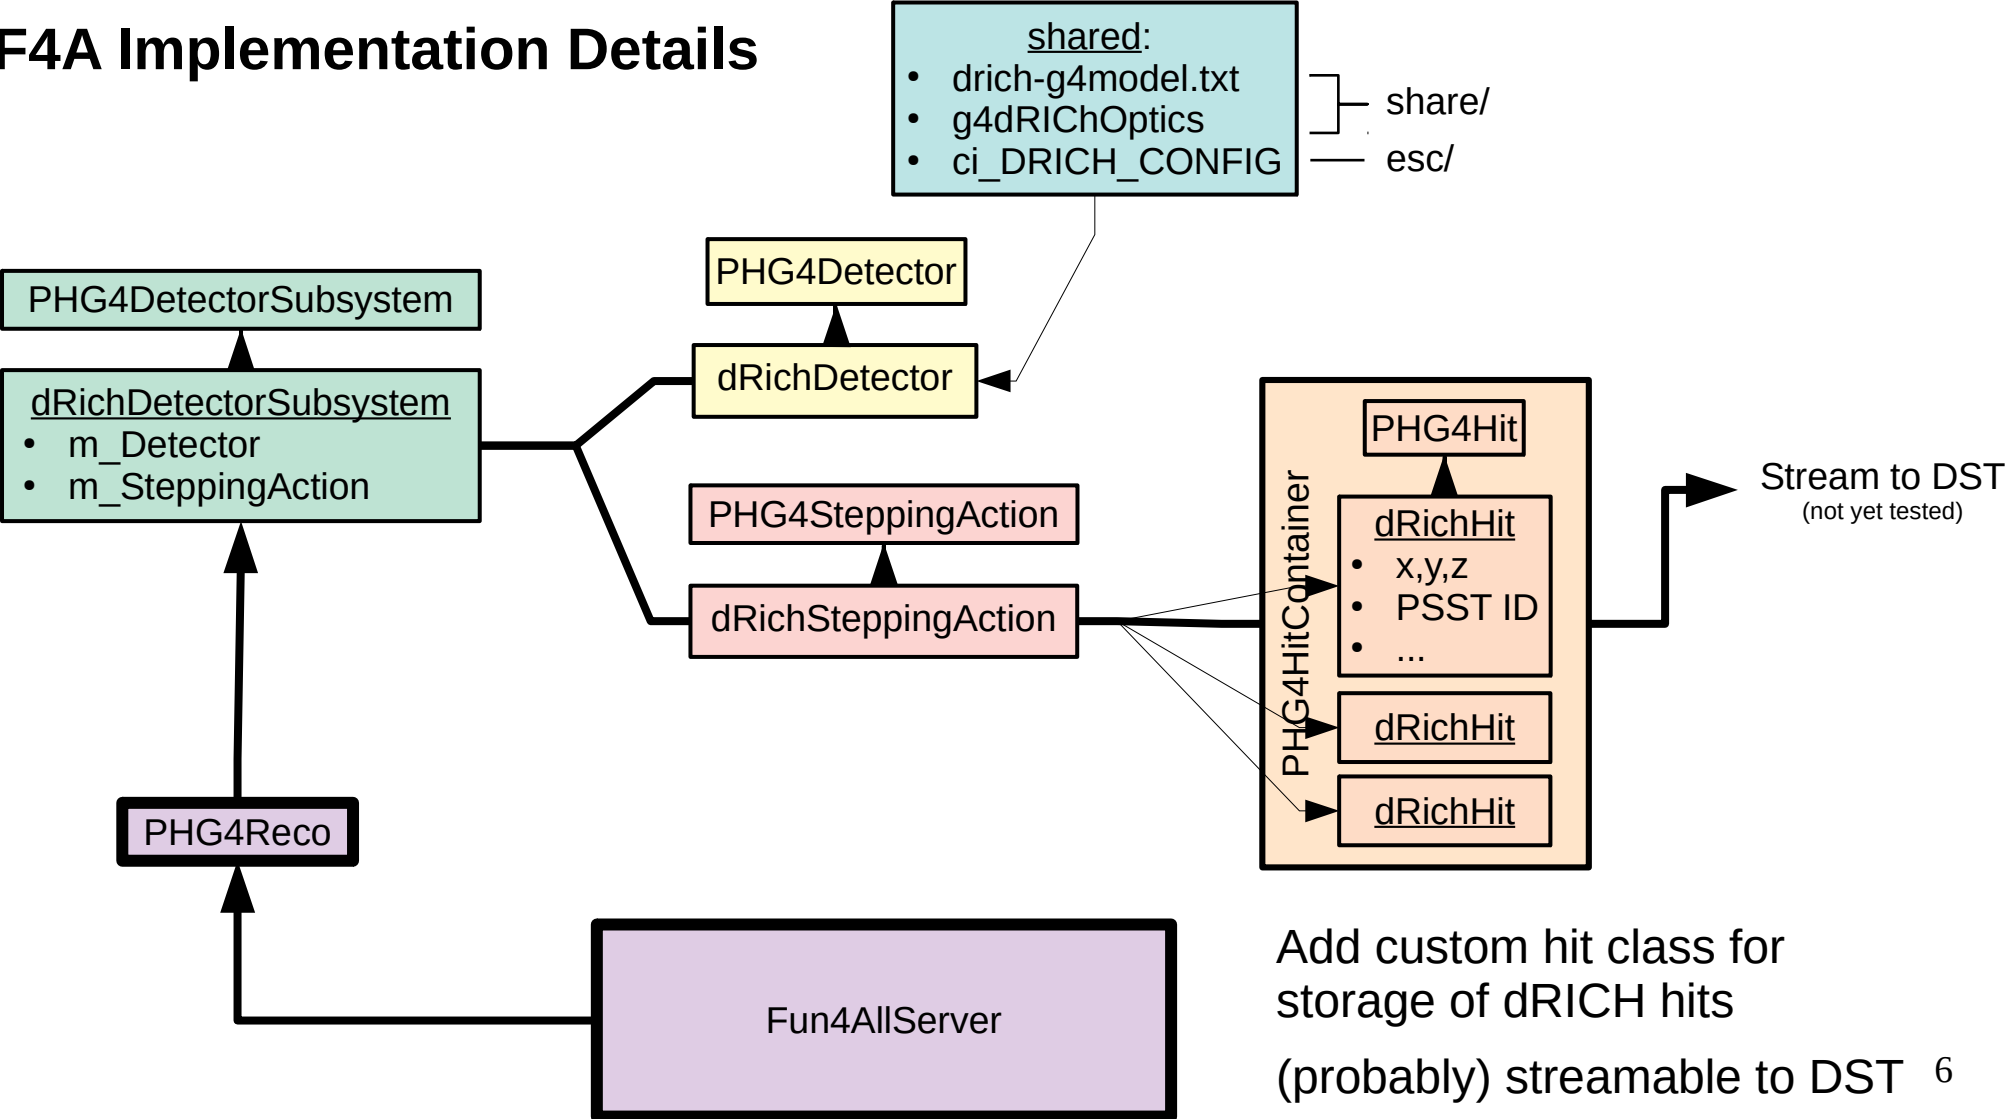 F4A Implementation Details
shared:
• drich-g4model.txt
• g4dRIChOptics
• ci_DRICH_CONFIG
share/
esc/
PHG4DetectorSubsystem
dRichDetectorSubsystem
• m_Detector
• m_SteppingAction
PHG4Detector
dRichDetector
PHG4SteppingAction
dRichSteppingAction
PHG4HitContainer
PHG4Hit
dRichHit
• x,y,z
• PSST ID
• ...
dRichHit
dRichHit
Stream to DST
(not yet tested)
PHG4Reco
Fun4AllServer
Add custom hit class for
storage of dRICH hits
(probably) streamable to DST
6